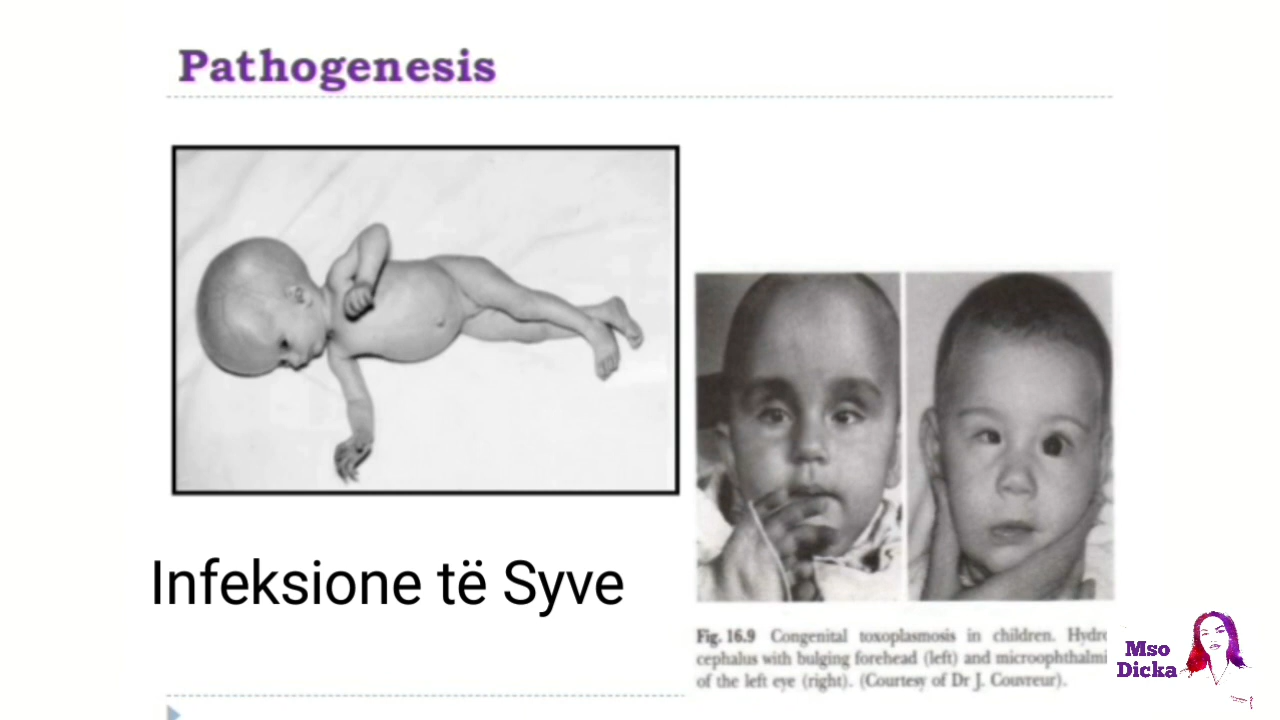 Pathogenesis
Infeksione të Syve
Fig. 16.9 Congenital toxoplasmosis in children. Hydro
cephalus with bulging forehead (left) and microophthalmi
of the left eye (right). (Courtesy of Dr J. Couvreur).
Mso
Dicka